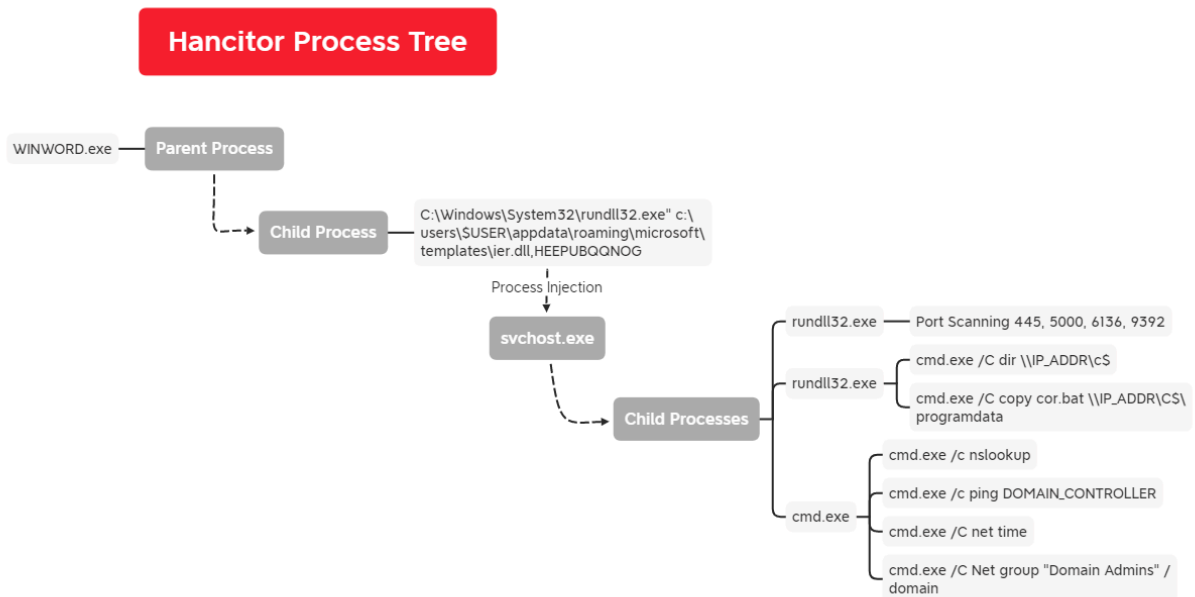 Hancitor Process Tree
WINWORD.exe
Parent Process
Child Process
C:\Windows\System32\rundll32.exe" c:\
users\$USER\appdata\roaming\microsoft\
templates\ier.dll,HEEPUBQQNOG
Process Injection
svchost.exe
Child Processes
rundll32.exe
Port Scanning 445, 5000, 6136, 9392
rundll32.exe
cmd.exe /C dir \\IP_ADDR\c$
cmd.exe /C copy cor.bat \\IP_ADDR\C$\
programdata
cmd.exe
cmd.exe /c nslookup
cmd.exe /c ping DOMAIN_CONTROLLER
cmd.exe /C net time
cmd.exe /C Net group "Domain Admins" /
domain